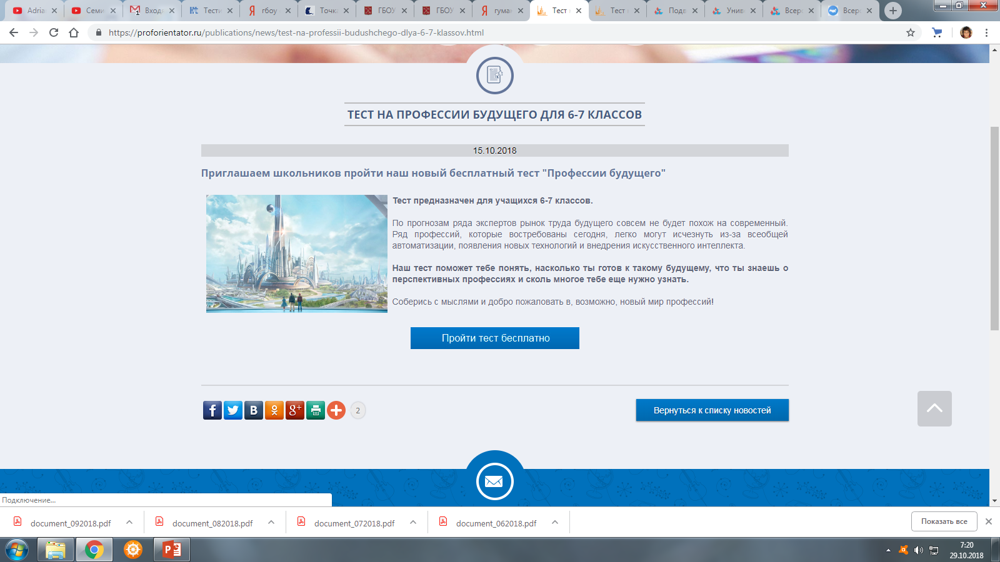 Adria
Семи
Входя
Тести
гбоу
Точка
ГБОУ
ГБОУ
гума
Тест н
Тест н
Подв
Униве
Всеро
Всеро
https://proforientator.ru/publications/news/test-na-professii-budushchego-dlya-6-7-klassov.html
ТЕСТ НА ПРОФЕССИИ БУДУЩЕГО ДЛЯ 6-7 КЛАССОВ
15.10.2018
Приглашаем школьников пройти наш новый бесплатный тест "Профессии будущего"
Тест предназначен для учащихся 6-7 классов.
По прогнозам ряда экспертов рынок труда будущего совсем не будет похож на современный.
Ряд профессий, которые востребованы сегодня, легко могут исчезнуть из-за всеобщей
автоматизации, появления новых технологий и внедрения искусственного интеллекта.
Наш тест поможет тебе понять, насколько ты готов к такому будущему, что ты знаешь о
перспективных профессиях и сколь многое тебе еще нужно узнать.
Соберись с мыслями и добро пожаловать в, возможно, новый мир профессий!
Пройти тест бесплатно
2
Вернуться к списку новостей
Подключение...
document_092018.pdf
document_082018.pdf
document_072018.pdf
document_062018.pdf
Показать все
7:20
29.10.2018